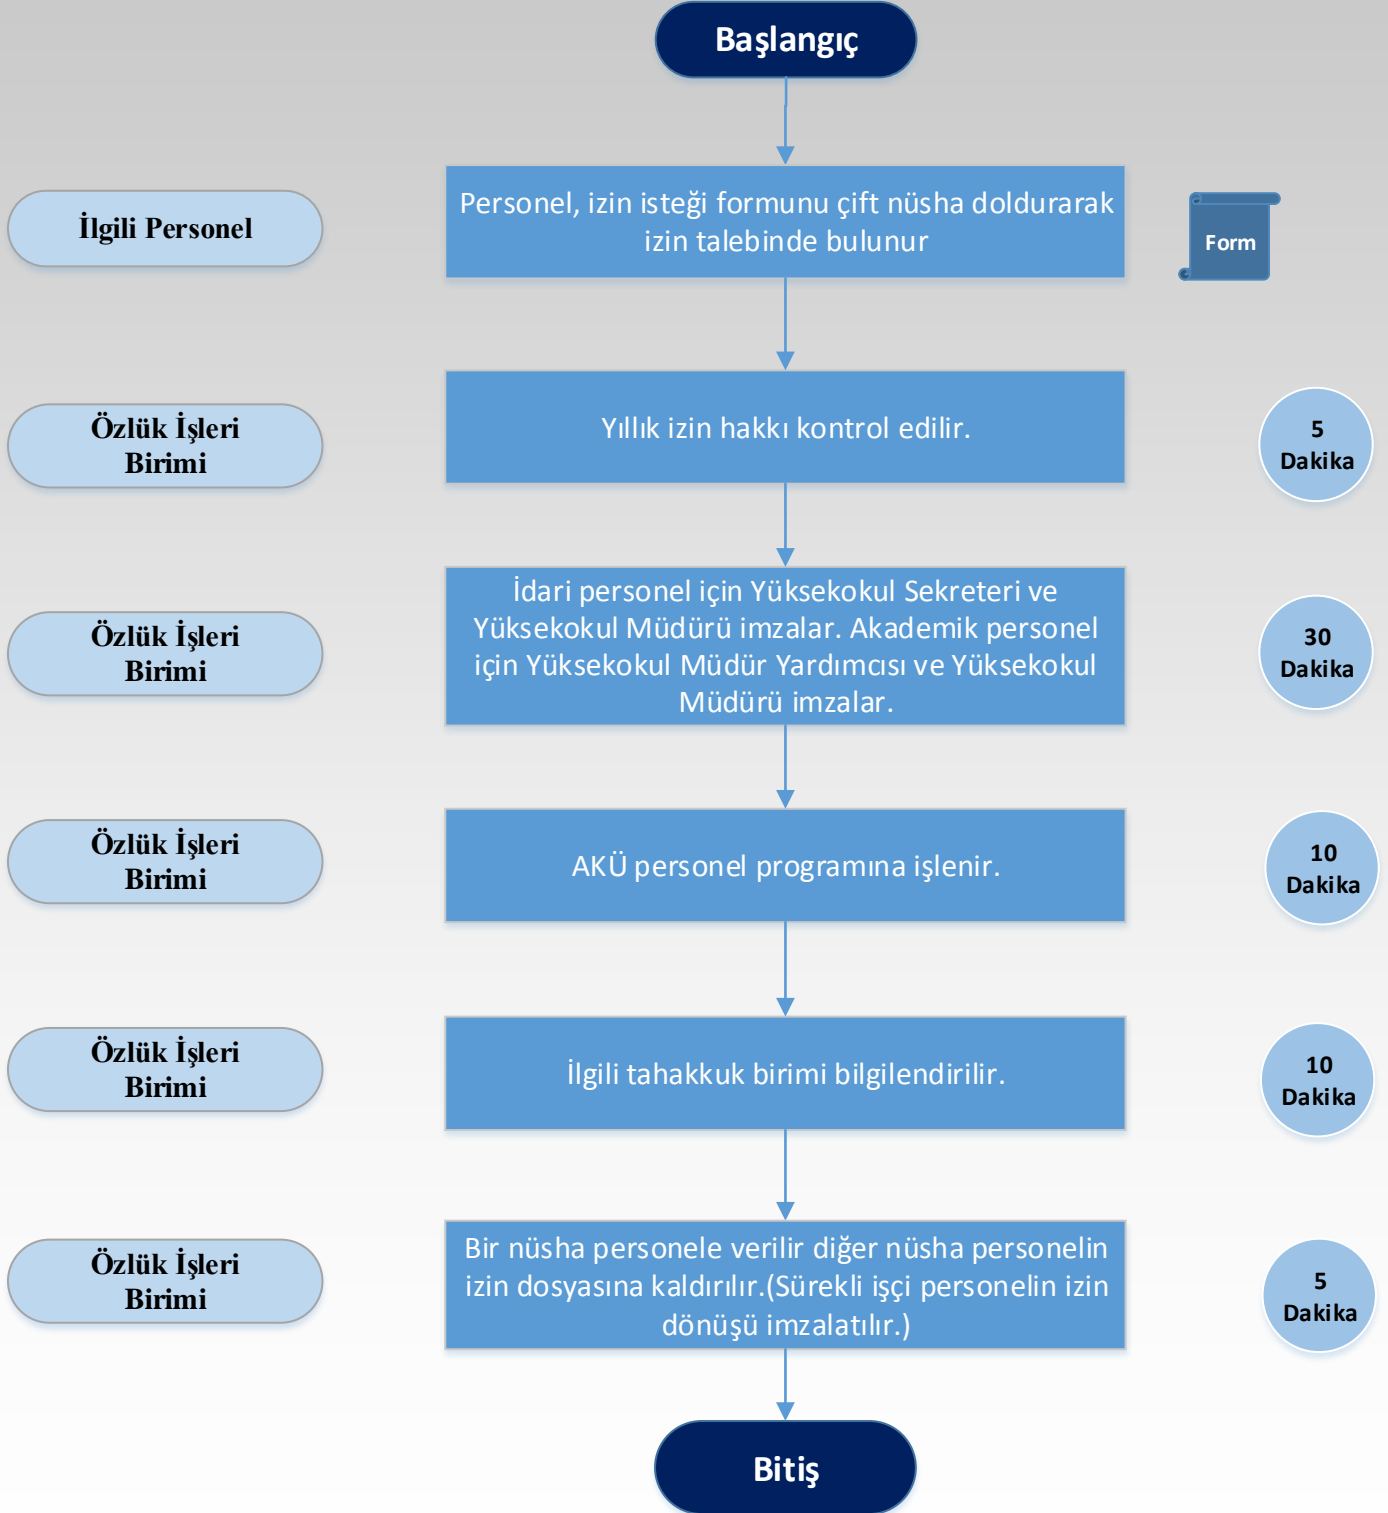 Başlangıç
İlgili Personel
Personel, izin isteği formunu çift nüsha doldurarak
izin talebinde bulunur
Form
Özlük İşleri
Birimi
Yıllık izin hakkı kontrol edilir.
5
Dakika
Özlük İşleri
Birimi
İdari personel için Yüksekokul Sekreteri ve
Yüksekokul Müdürü imzalar. Akademik personel
için Yüksekokul Müdür Yardımcısı ve Yüksekokul
Müdürü imzalar.
30
Dakika
Özlük İşleri
Birimi
AKÜ personel programına işlenir.
10
Dakika
Özlük İşleri
Birimi
İlgili tahakkuk birimi bilgilendirilir.
10
Dakika
Özlük İşleri
Birimi
Bir nüsha personele verilir diğer nüsha personelin
izin dosyasına kaldırılır.(Sürekli işçi personelin izin
dönüşü imzalatılır.)
5
Dakika
Bitiş